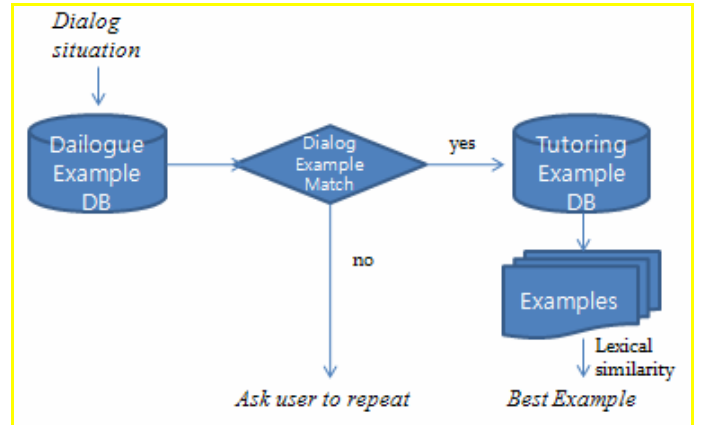 Dialog
situation
Dailogue
Example
DB
Dialog
Example
Match
yes
Tutoring
Example
DB
no
Examples
Lexical
similarity
Ask user to repeat
Best Example